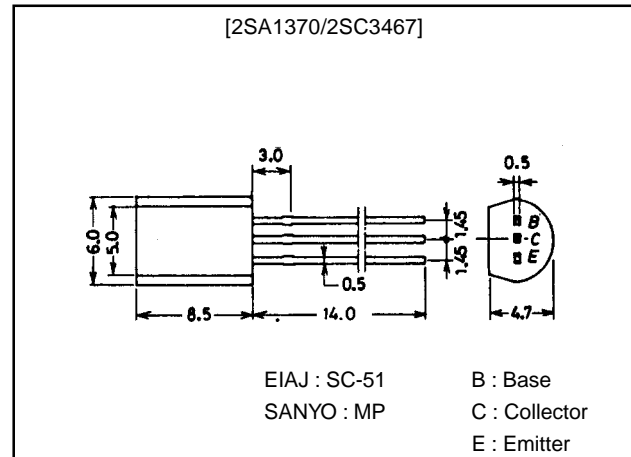 [2SA1370/2SC3467]
3.0
0.5
6.0
5.0
B
C
E
1.45
1.45
0.5
8.5
14.0
4.7
EIAJ : SC-51
B : Base
SANYO : MP
C : Collector
E : Emitter